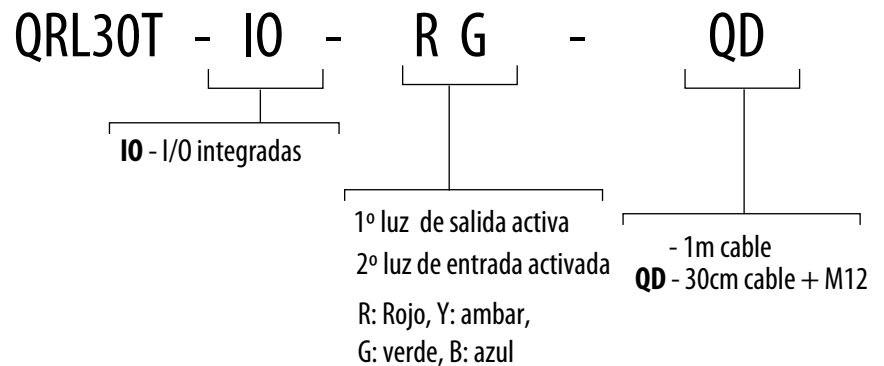 QRL30T - IO - R G - QD
IO - I/O integradas
1º luz de salida activa
2º luz de entrada activada
R: Rojo, Y: ambar,
G: verde, B: azul
- 1m cable
QD - 30cm cable + M12